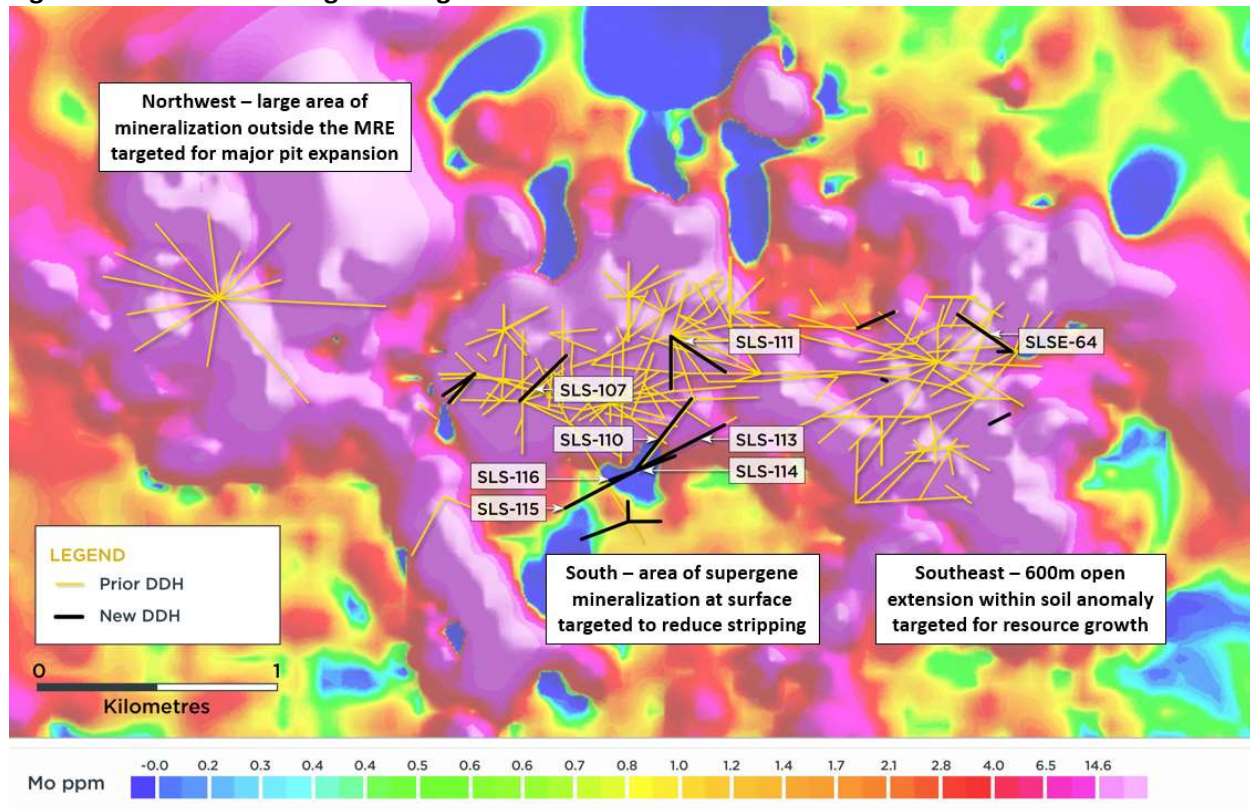 Northwest – large area of
mineralization outside the MRE
targeted for major pit expansion
SLS-111
SLSE-64
SLS-107
SLS-110
SLS-113
SLS-116
SLS-114
SLS-115
LEGEND
Prior DDH
New DDH
0 1
Kilometres
South – area of supergene
mineralization at surface
targeted to reduce stripping
Southeast – 600m open
extension within soil anomaly
targeted for resource growth
Mo ppm -0.0 0.2 0.3 0.4 0.4 0.5 0.6 0.6 0.7 0.8 1.0 1.2 1.4 1.7 2.1 2.8 4.0 6.5 14.6